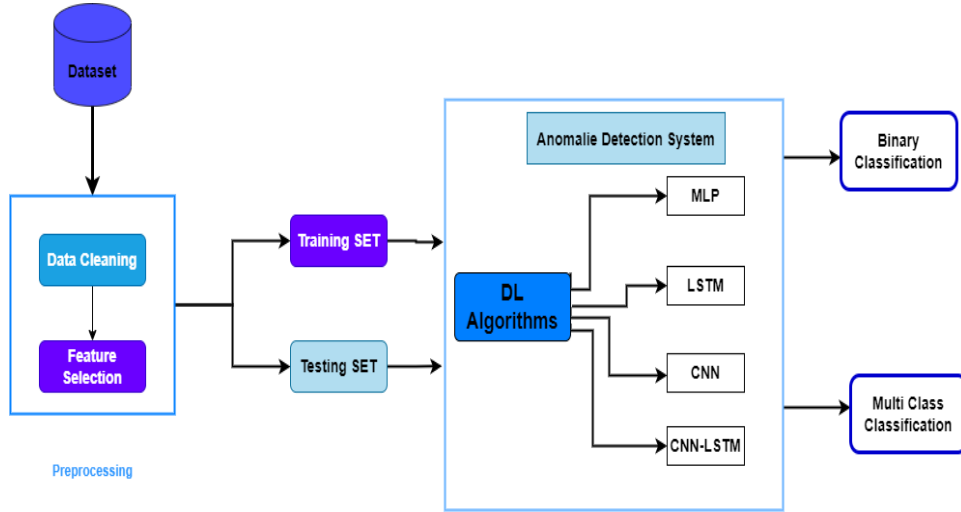 Dataset
Data Cleaning
Feature
Selection
Preprocessing
Training SET
Testing SET
Anomalie Detection System
DL
Algorithms
MLP
LSTM
CNN
CNN-LSTM
Binary
Classification
Multi Class
Classification